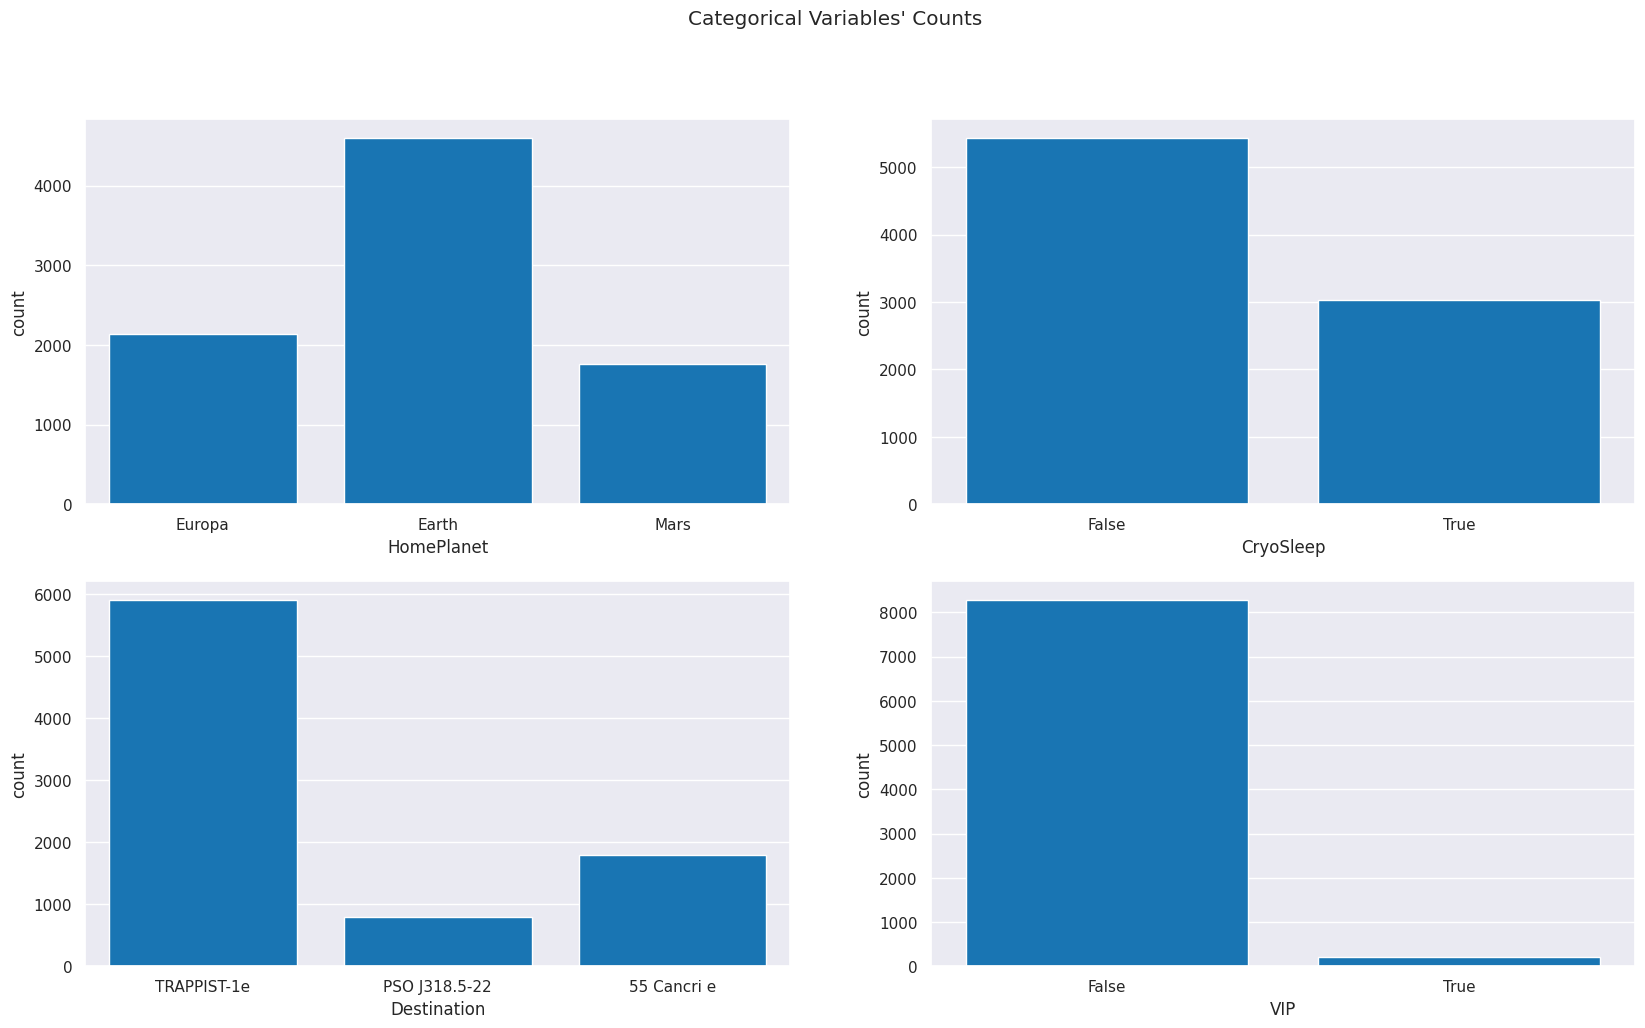 Categorical Variables' Counts
4000
3000
2000
1000
0
count
Europa Earth Mars
HomePlanet
5000
4000
3000
2000
1000
0
count
False True
CryoSleep
6000
5000
4000
3000
2000
1000
0
count
TRAPPIST-1e PSO J318.5-22 55 Cancri e
Destination
8000
7000
6000
5000
4000
3000
2000
1000
0
count
False True
VIP